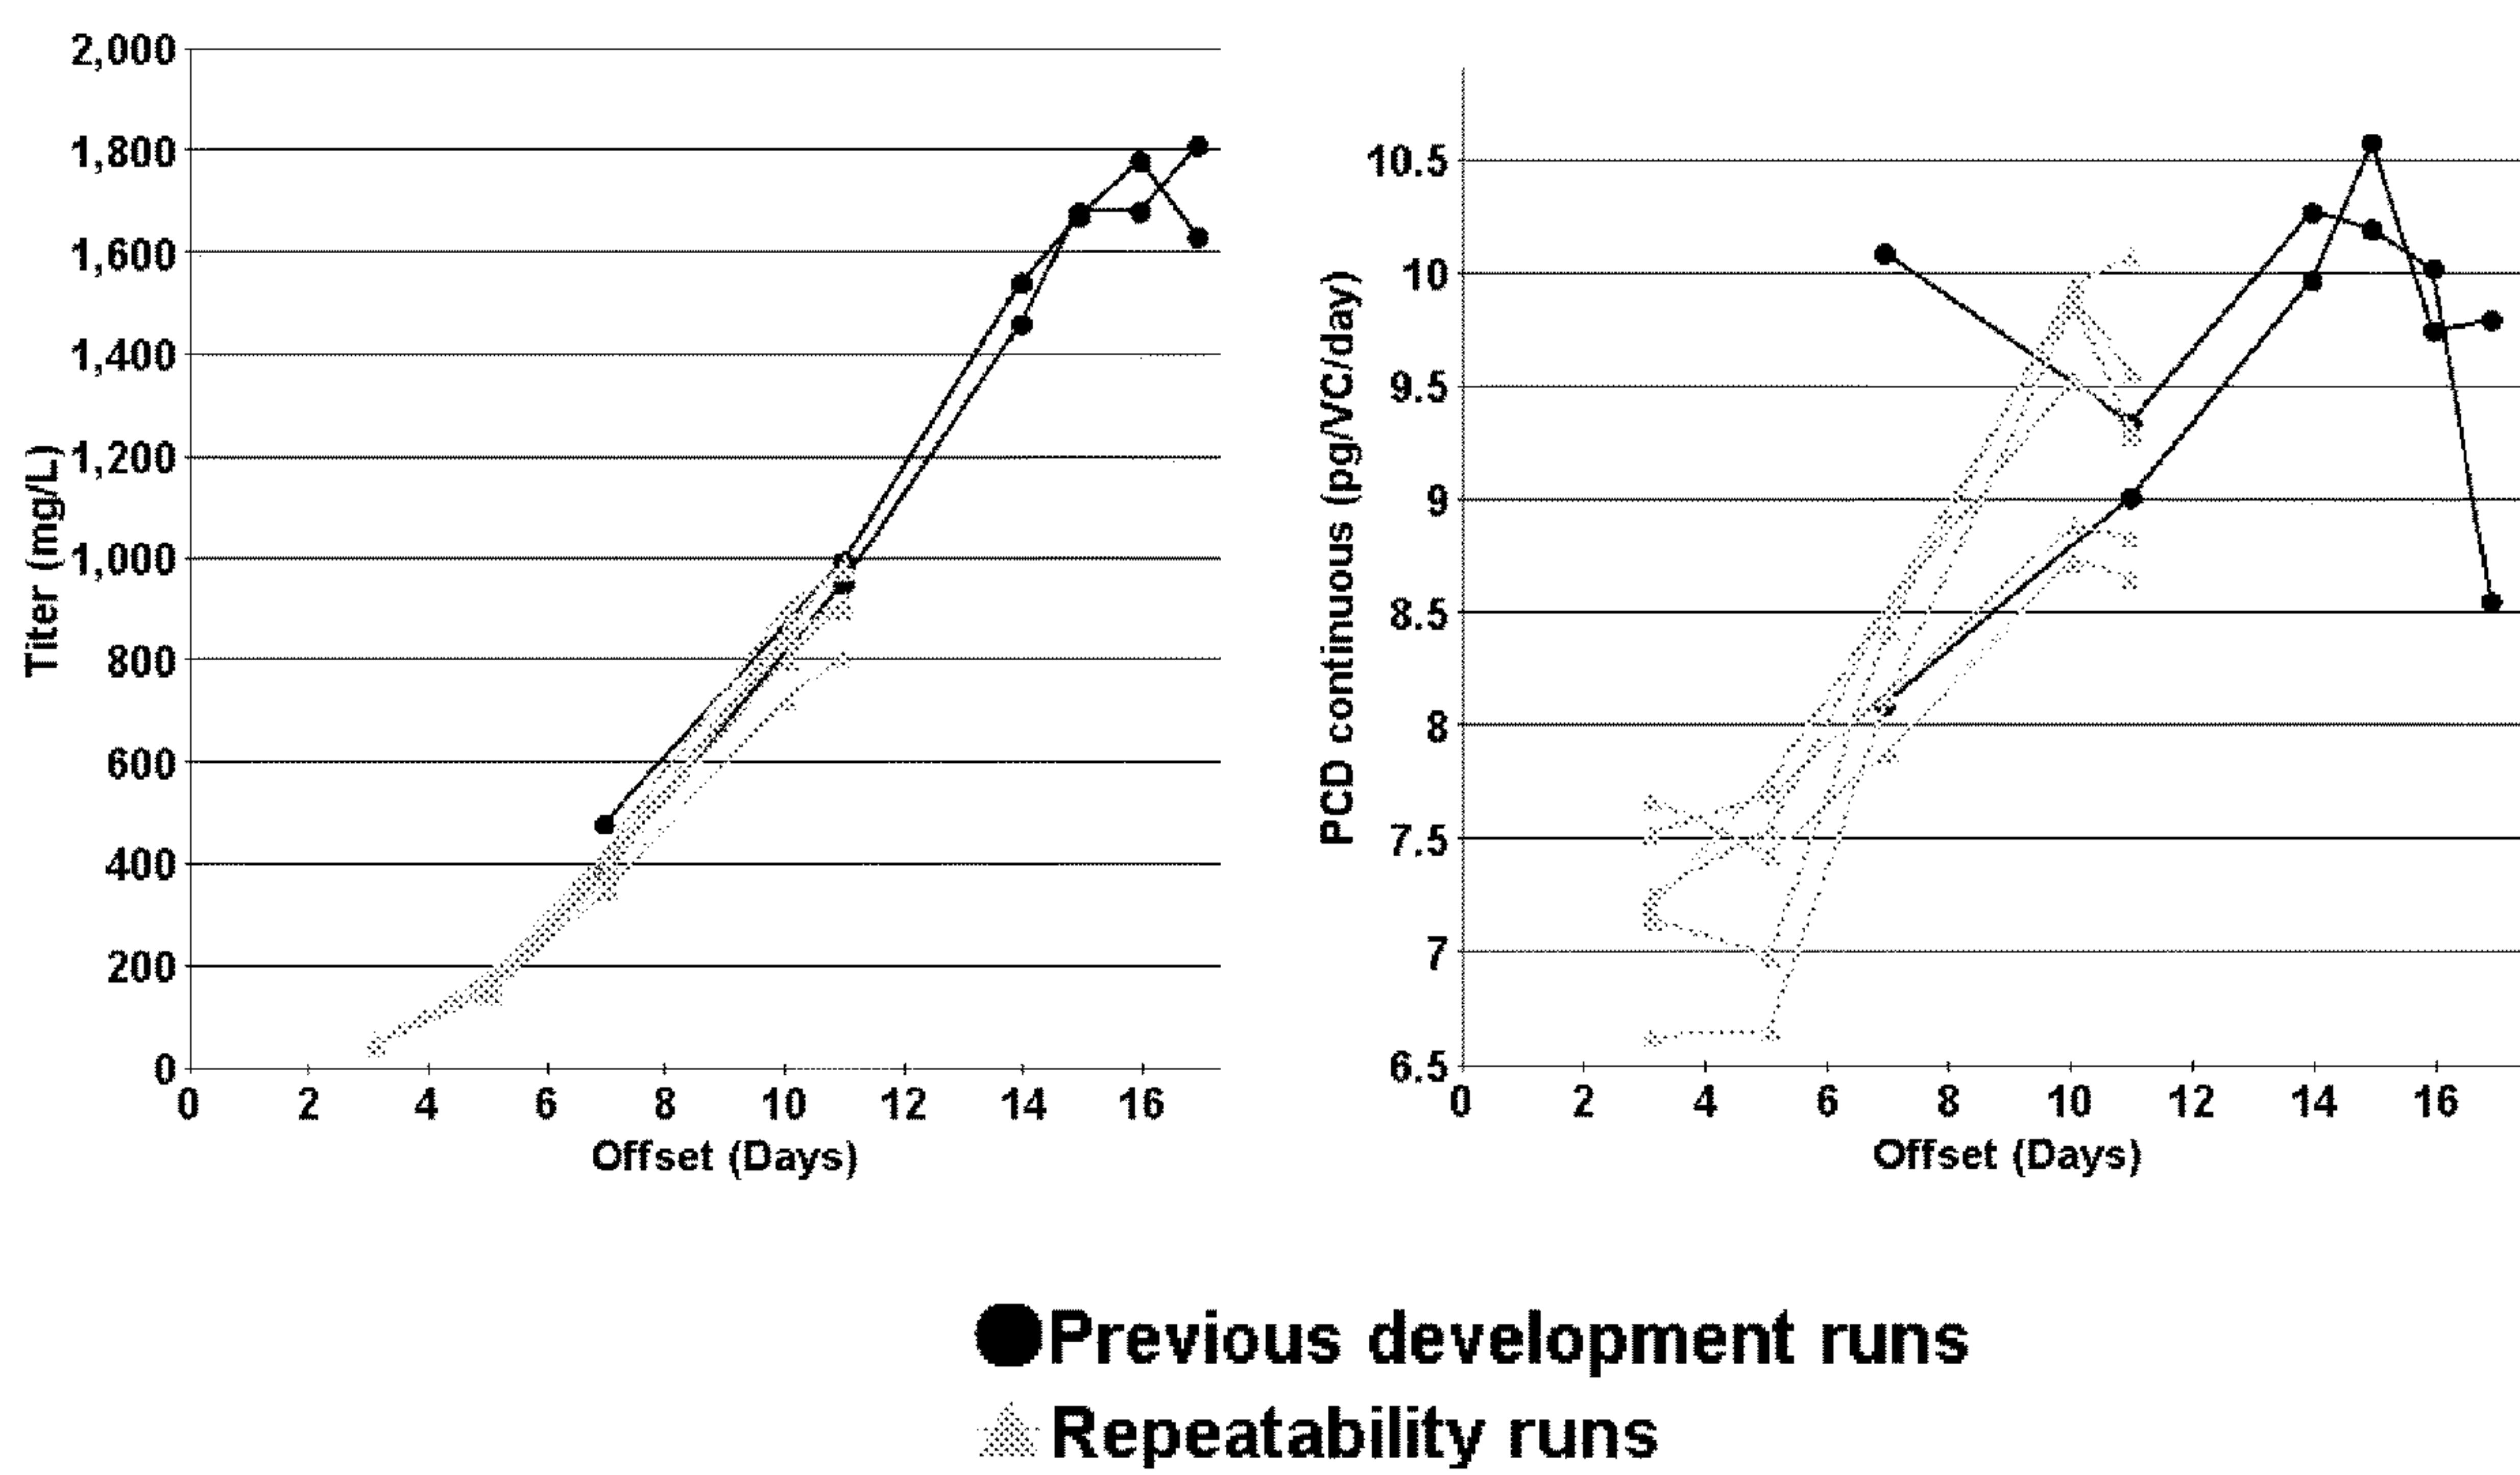 2,000
1,800
1,600
1,400
1,200
1,000
800
600
400
200
0
Titer (mg/L)
0 2 4 6 8 10 12 14 16
Offset (Days)
10.5
10
9.5
9
8.5
8
7.5
7
6.5
PCD continuous (pg/VC/day)
0 2 4 6 8 10 12 14 16
Offset (Days)
Previous development runs
Repeatability runs